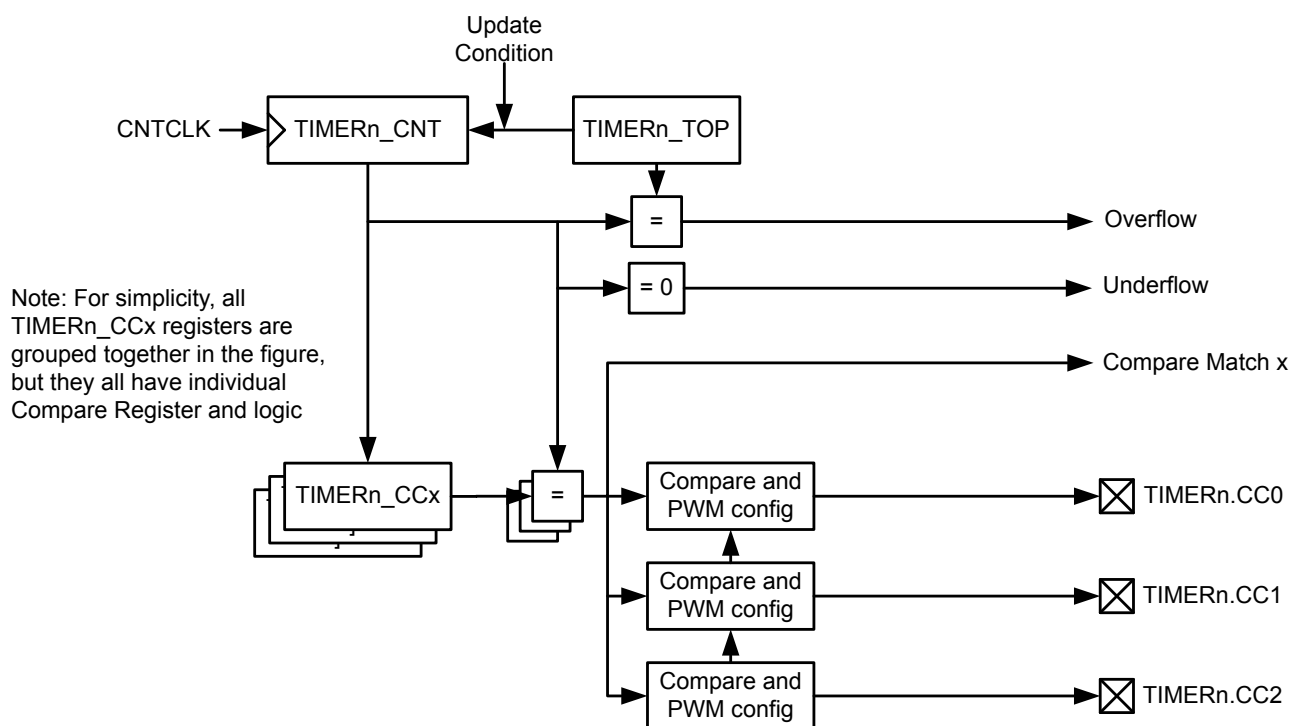 Update
Condition
CNTCLK
TIMERn_CNT
TIMERn_TOP
=
Overflow
= 0
Underflow
Note: For simplicity, all
TIMERn_CCx registers are
grouped together in the figure,
but they all have individual
Compare Register and logic
Compare Match x
TIMERn_CCx
=
Compare and
PWM config
TIMERn.CC0
Compare and
PWM config
TIMERn.CC1
Compare and
PWM config
TIMERn.CC2